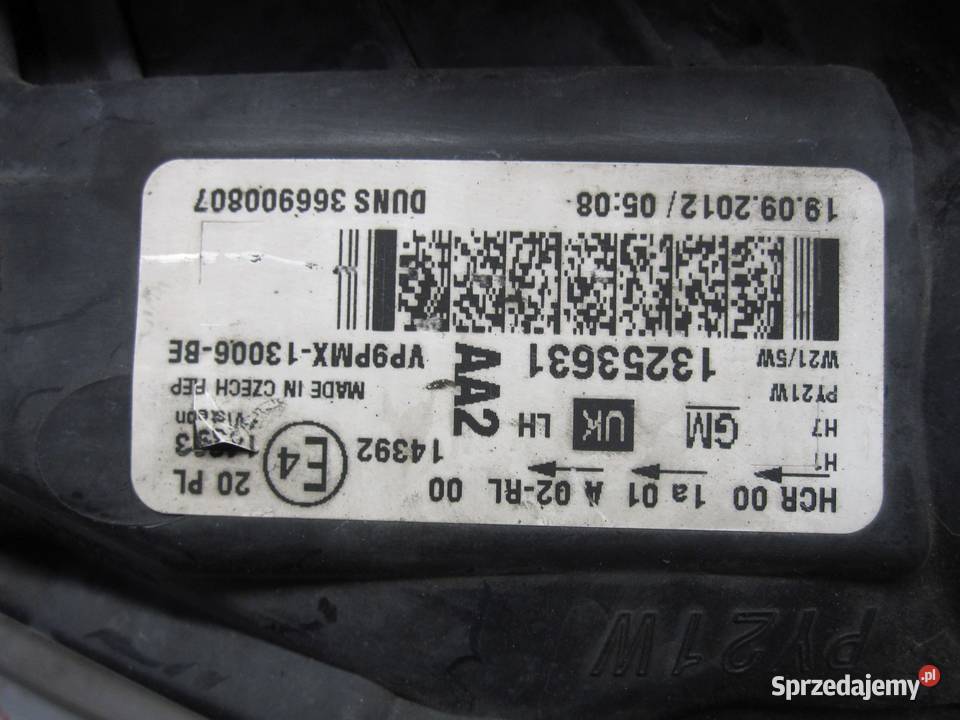 HCR 00 1a 01 A 02-RL 00 20 PL
H1
H7
PY21W
W21/5W
GM UK LH
14392 E4
AA2
13253631
Visteon
MADE IN CZECH REP
VP9PMX-13006-BE
19.09.2012 / 05:08 DUNS 366900807
PY21W
Sprzedajemy.pl